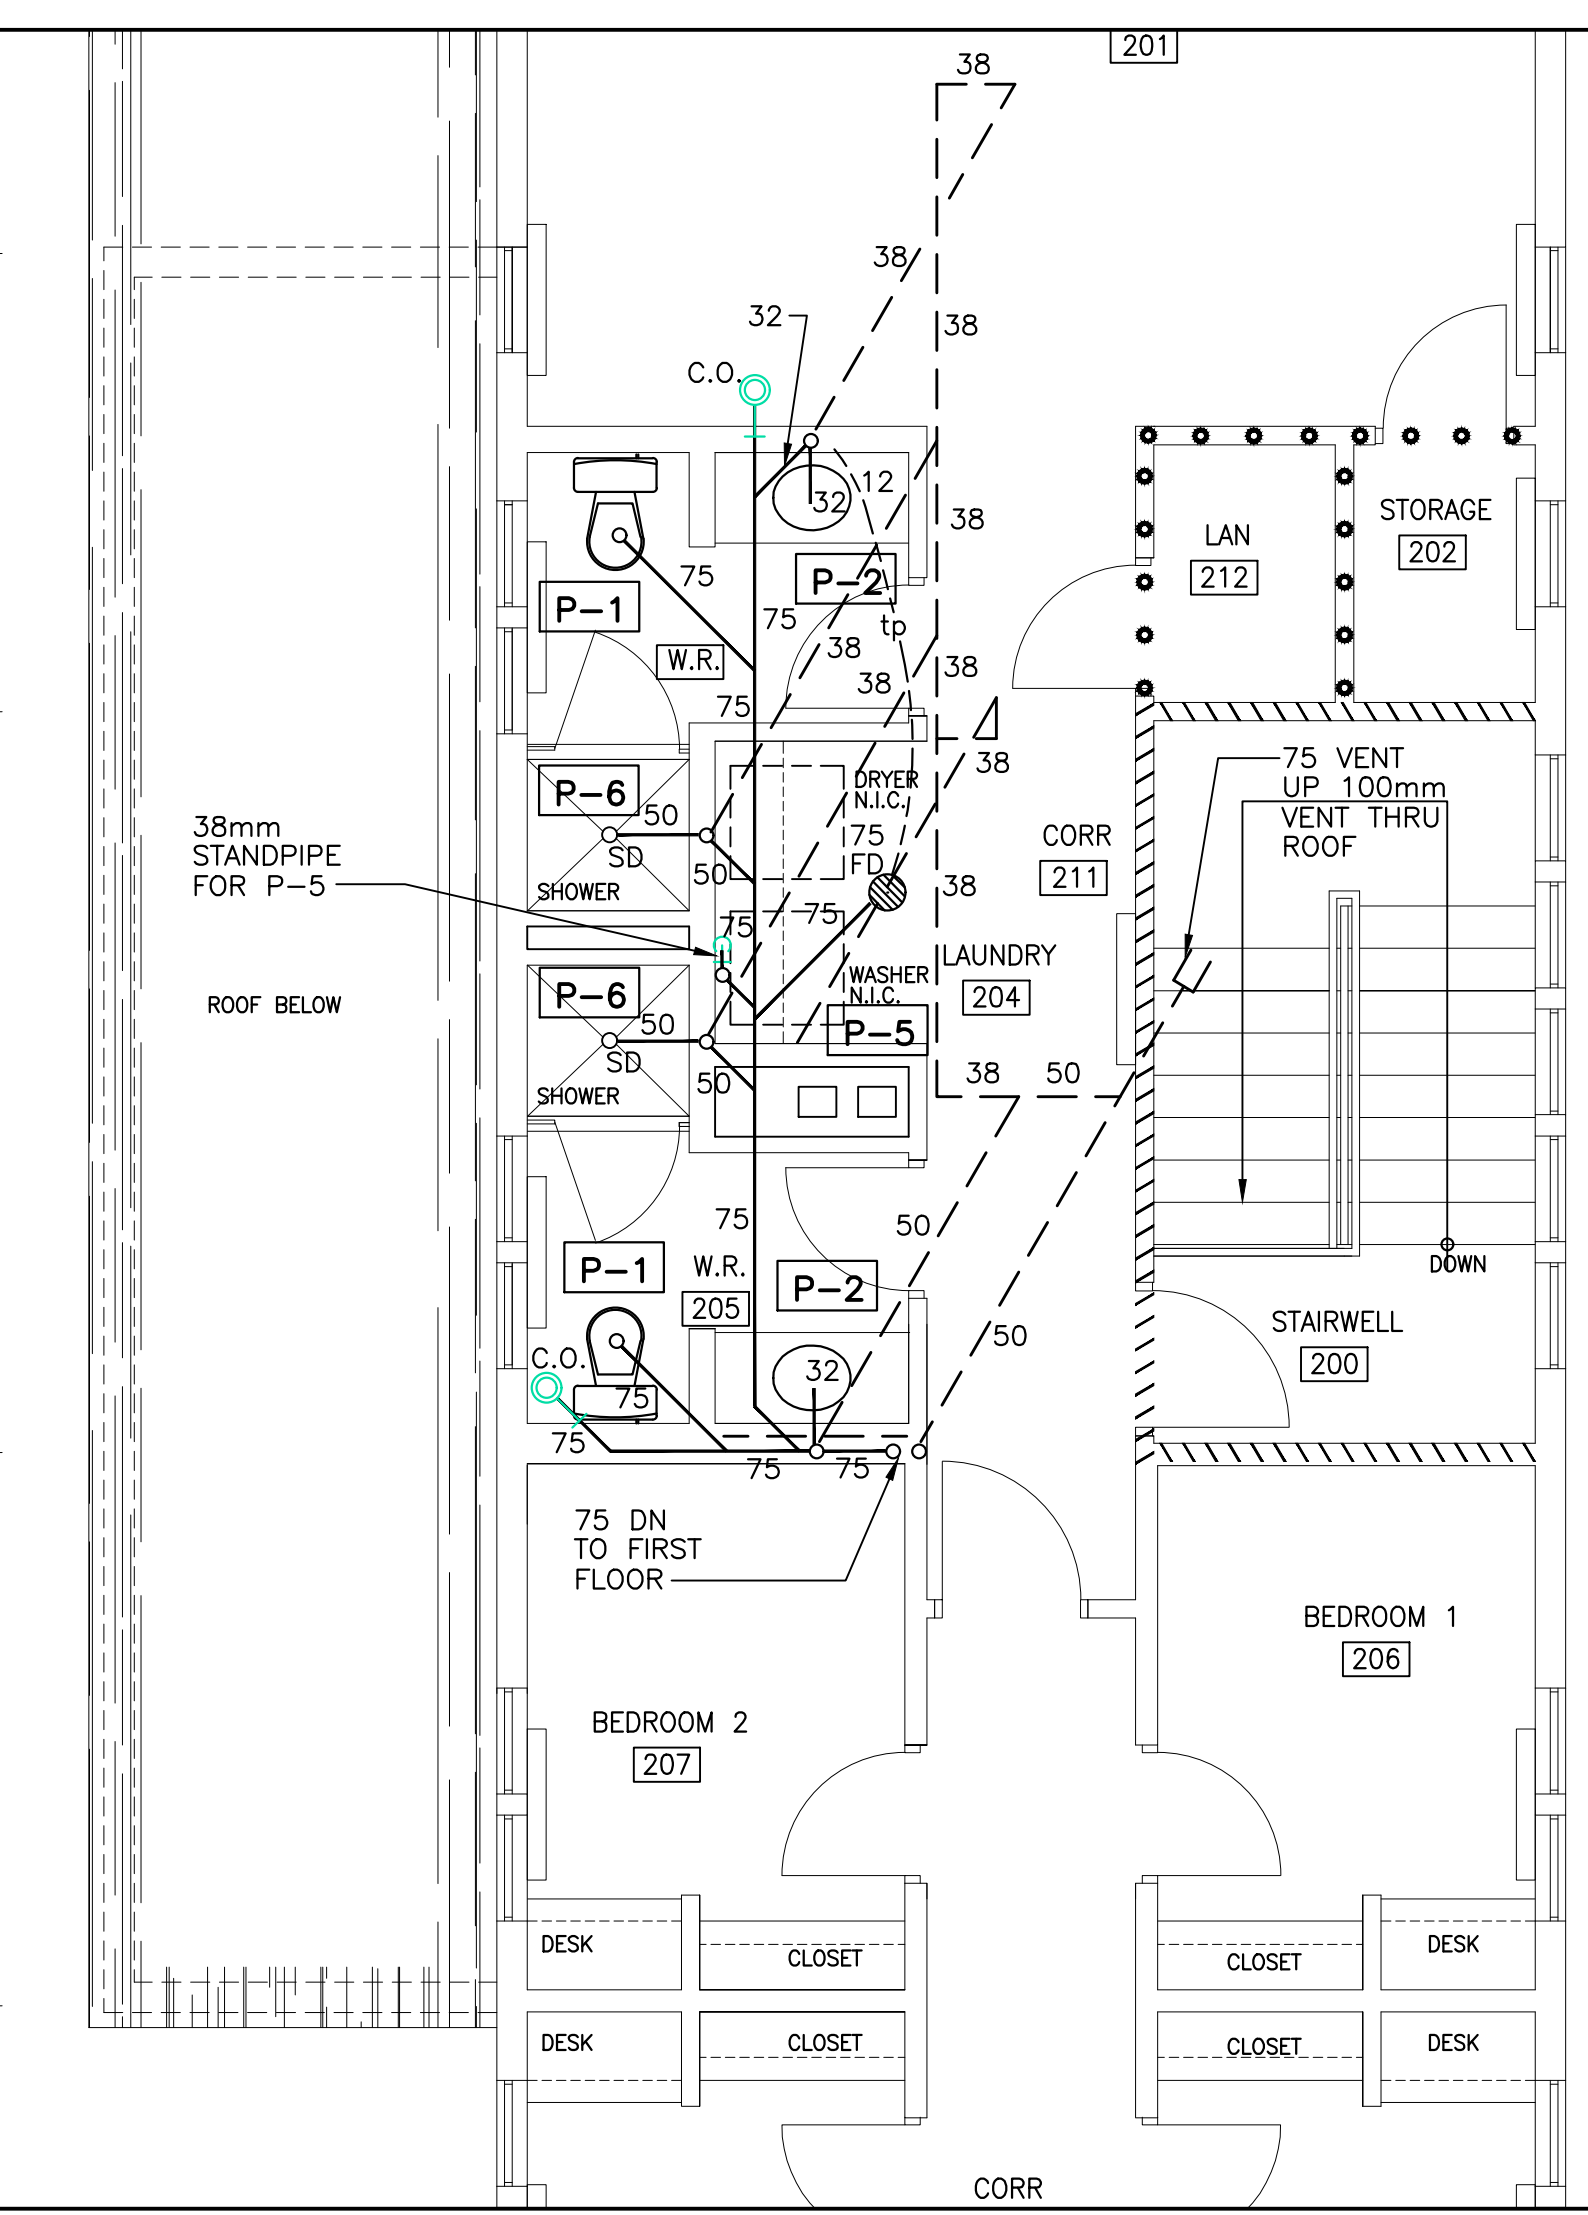 201
38
38
32
38
C.O.
32
12
38
STORAGE
202
LAN
212
75
P-2
P-1
75
tp
38
W.R.
38
38
75
38
75 VENT
UP 100mm
VENT THRU
ROOF
DRYER
N.I.C.
P-6
50
38mm
STANDPIPE
FOR P-5
75
FD
CORR
211
SD
50
SHOWER
38
75
75
LAUNDRY
204
WASHER
N.I.C.
P-6
ROOF BELOW
50
P-5
SD
50
38
50
SHOWER
75
50
P-1
W.R.
205
P-2
DOWN
STAIRWELL
200
50
C.O.
32
75
75
75
75
75 DN
TO FIRST
FLOOR
BEDROOM 1
206
BEDROOM 2
207
DESK
CLOSET
CLOSET
DESK
DESK
CLOSET
CLOSET
DESK
CORR